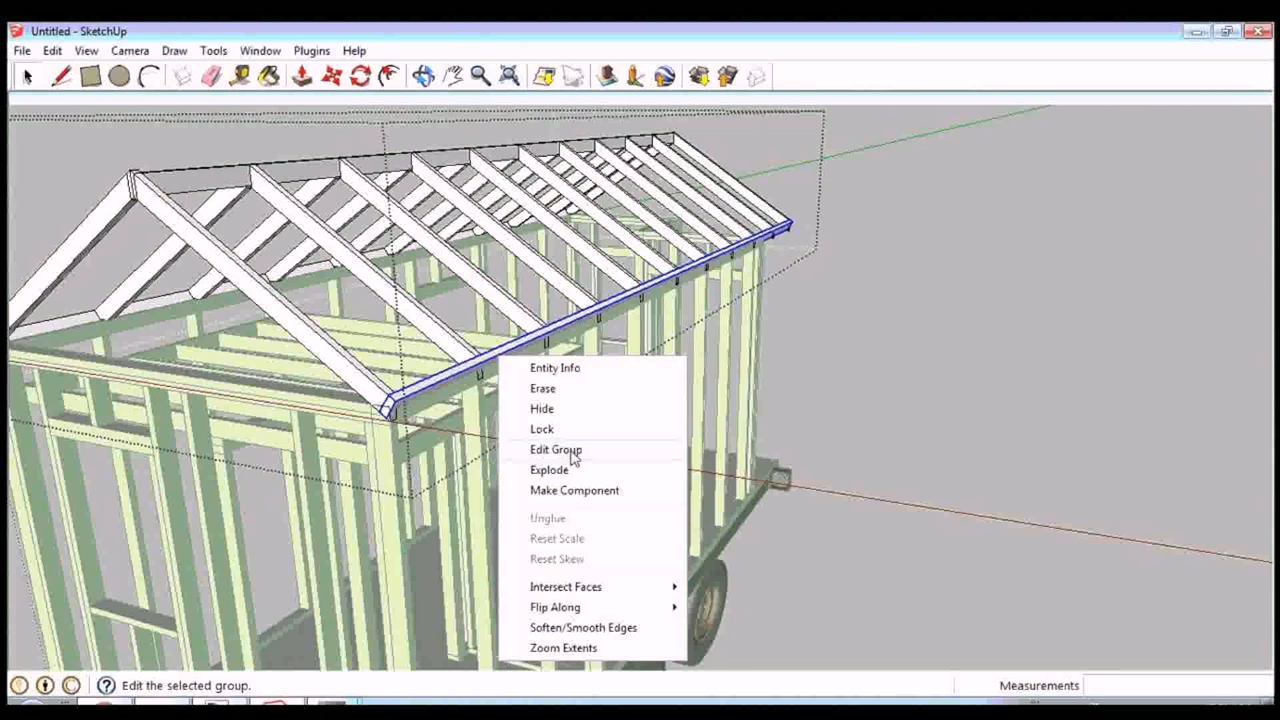 Untitled - SketchUp
File Edit View Camera Draw Tools Window Plugins Help
Entity Info
Erase
Hide
Lock
Edit Group
Explode
Make Component
Unglue
Reset Scale
Reset Skew
Intersect Faces
Flip Along
Soften/Smooth Edges
Zoom Extents
Edit the selected group.
Measurements